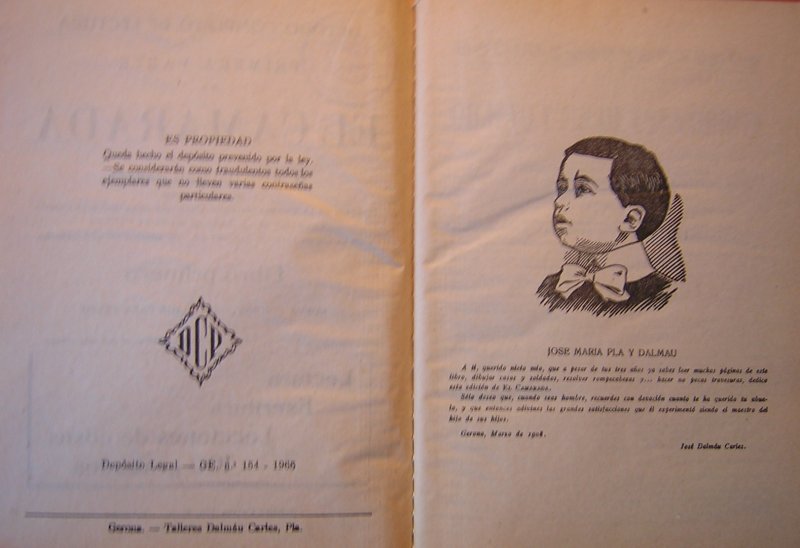 ES PROPIEDAD
Queda hecho el depósito prevenido por la ley.
—Se considerarán como fraudulentos todos los
ejemplares que no lleven varias contraseñas
particulares.
DCP
Depósito Legal — GE. n.º 184 - 1966
Gerona. — Talleres Dalmáu Carles, Pla.
JOSE MARIA PLA Y DALMAU
A ti, querido nieto mío, que a pesar de tus tres años ya sabes leer muchas páginas de este
libro, dibujar casas y soldados, resolver rompecabezas y... hacer no pocas travesuras, dedico
esta edición de EL CAMARADA.
Sólo deseo que, cuando seas hombre, recuerdes con devoción cuanto te ha querido tu abue-
lo, y que entonces adivines las grandes satisfacciones que él experimentó siendo el maestro del
hijo de sus hijos.
Gerona, Marzo de 1908.
José Dalmáu Carles.